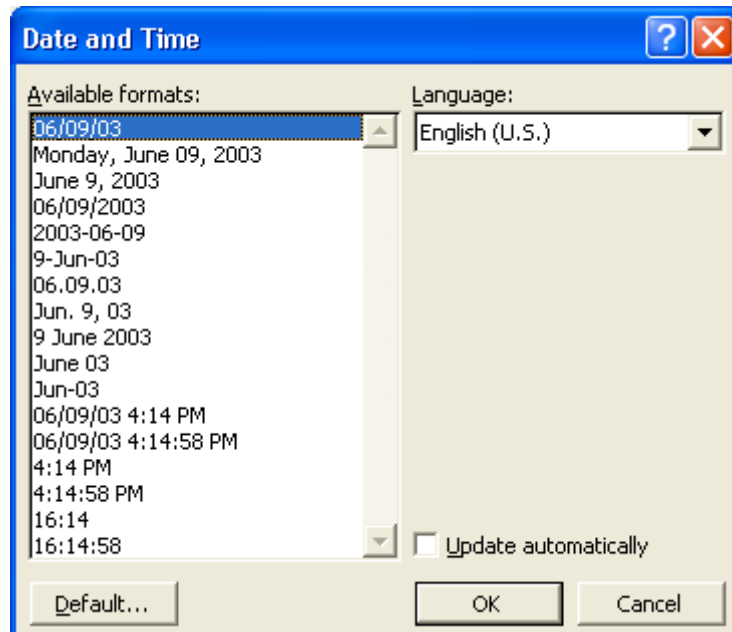 Date and Time
Available formats:
06/09/03
Monday, June 09, 2003
June 9, 2003
06/09/2003
2003-06-09
9-Jun-03
06.09.03
Jun. 9, 03
9 June 2003
June 03
Jun-03
06/09/03 4:14 PM
06/09/03 4:14:58 PM
4:14 PM
4:14:58 PM
16:14
16:14:58
Language:
English (U.S.)
Update automatically
Default...
OK
Cancel